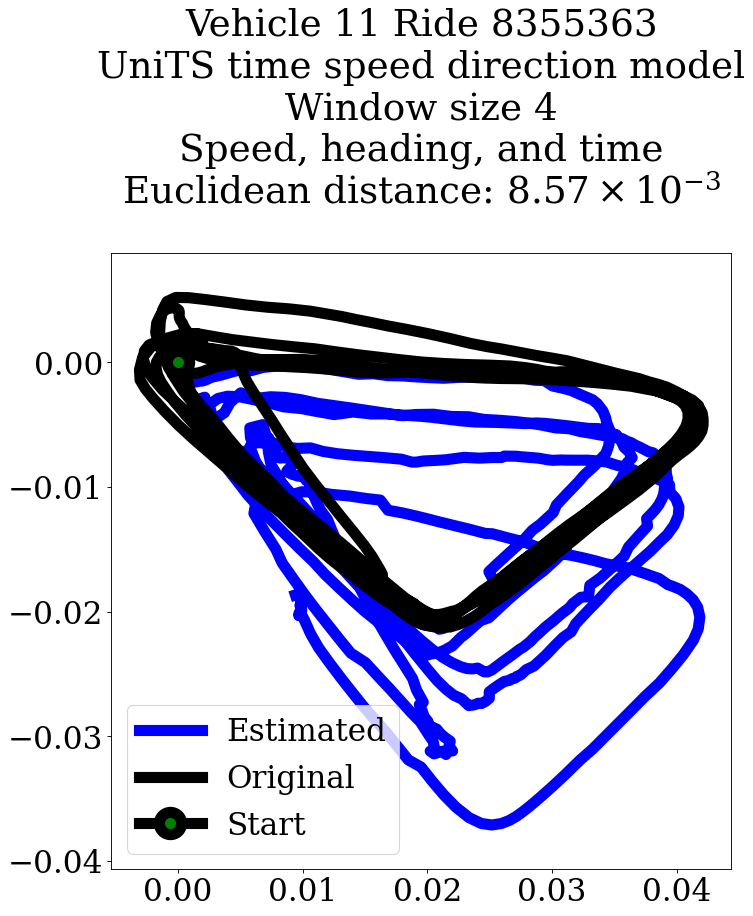 Vehicle 11 Ride 8355363
UniTS time speed direction model
Window size 4
Speed, heading, and time
Euclidean distance: 8.57 × 10⁻³
0.00
−0.01
−0.02
−0.03
−0.04
Estimated
Original
Start
0.00 0.01 0.02 0.03 0.04